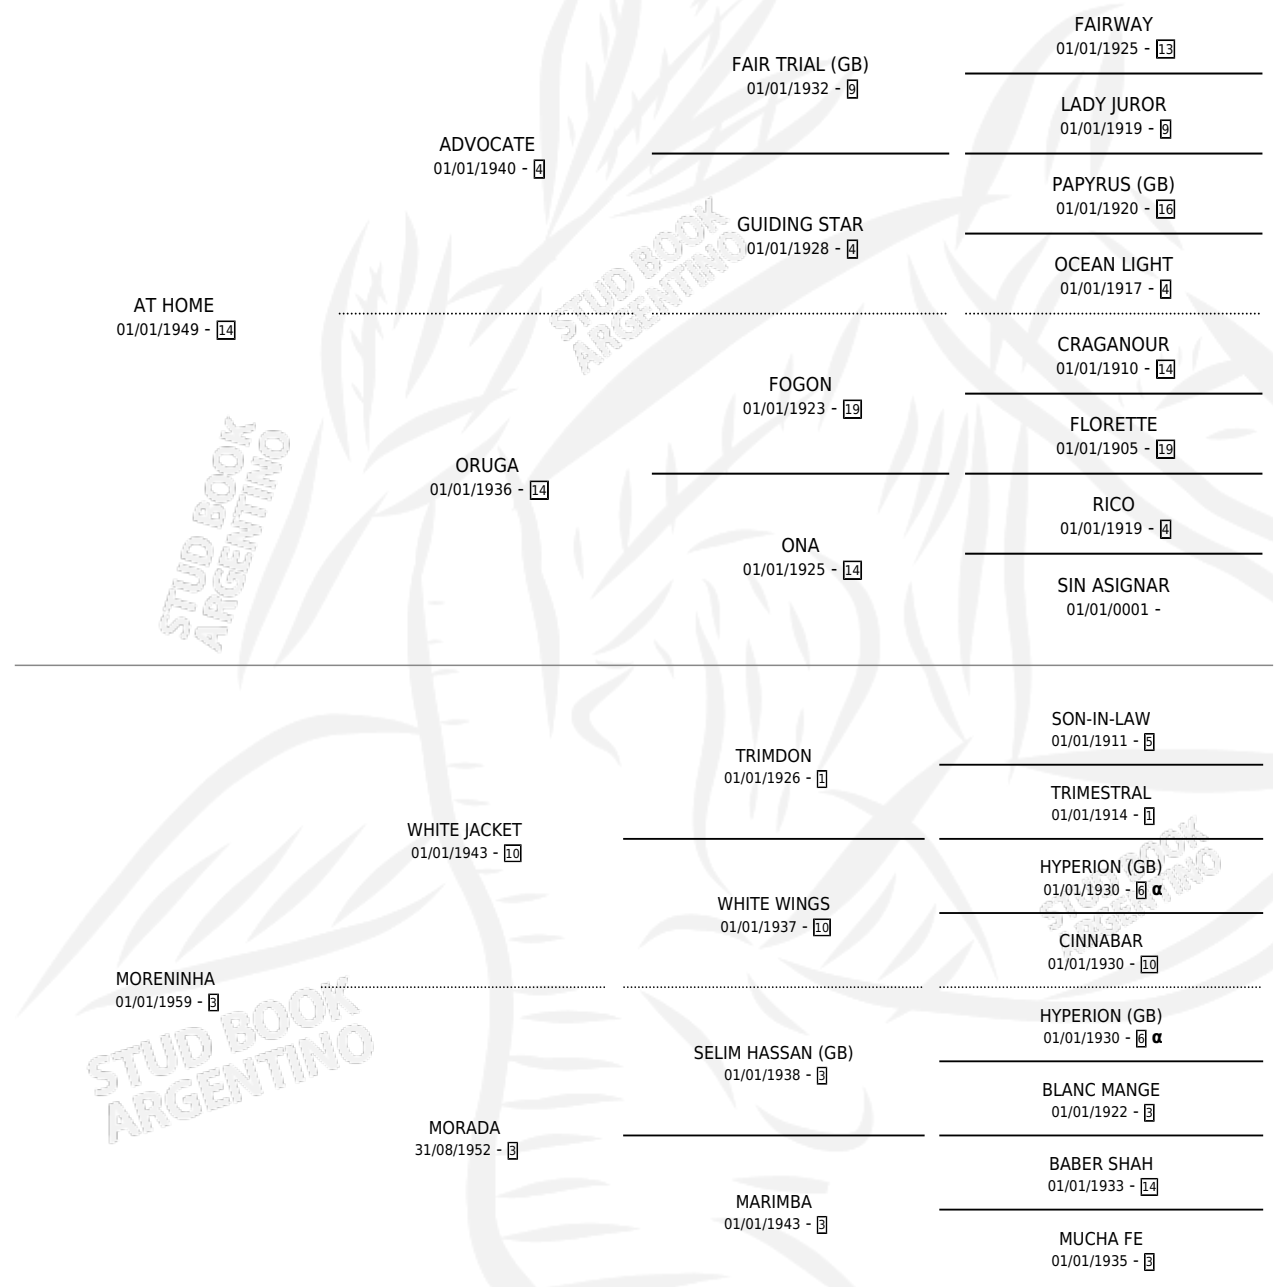 FAIRWAY
01/01/1925 - 13
FAIR TRIAL (GB)
01/01/1932 - 9
LADY JUROR
01/01/1919 - 9
ADVOCATE
01/01/1940 - 4
PAPYRUS (GB)
01/01/1920 - 16
GUIDING STAR
01/01/1928 - 4
OCEAN LIGHT
01/01/1917 - 4
AT HOME
01/01/1949 - 14
CRAGANOUR
01/01/1910 - 14
FOGON
01/01/1923 - 19
FLORETTE
01/01/1905 - 19
ORUGA
01/01/1936 - 14
RICO
01/01/1919 - 4
ONA
01/01/1925 - 14
SIN ASIGNAR
01/01/0001 -
STUD BOOK
ARGENTINO
STUD BOOK
ARGENTINO
SON-IN-LAW
01/01/1911 - 5
TRIMDON
01/01/1926 - 1
TRIMESTRAL
01/01/1914 - 1
WHITE JACKET
01/01/1943 - 10
HYPERION (GB)
01/01/1930 - 6 α
WHITE WINGS
01/01/1937 - 10
CINNABAR
01/01/1930 - 10
MORENINHA
01/01/1959 - 3
HYPERION (GB)
01/01/1930 - 6 α
SELIM HASSAN (GB)
01/01/1938 - 3
BLANC MANGE
01/01/1922 - 3
MORADA
31/08/1952 - 3
BABER SHAH
01/01/1933 - 14
MARIMBA
01/01/1943 - 3
MUCHA FE
01/01/1935 - 3
STUD BOOK
ARGENTINO
STUD BOOK
ARGENTINO